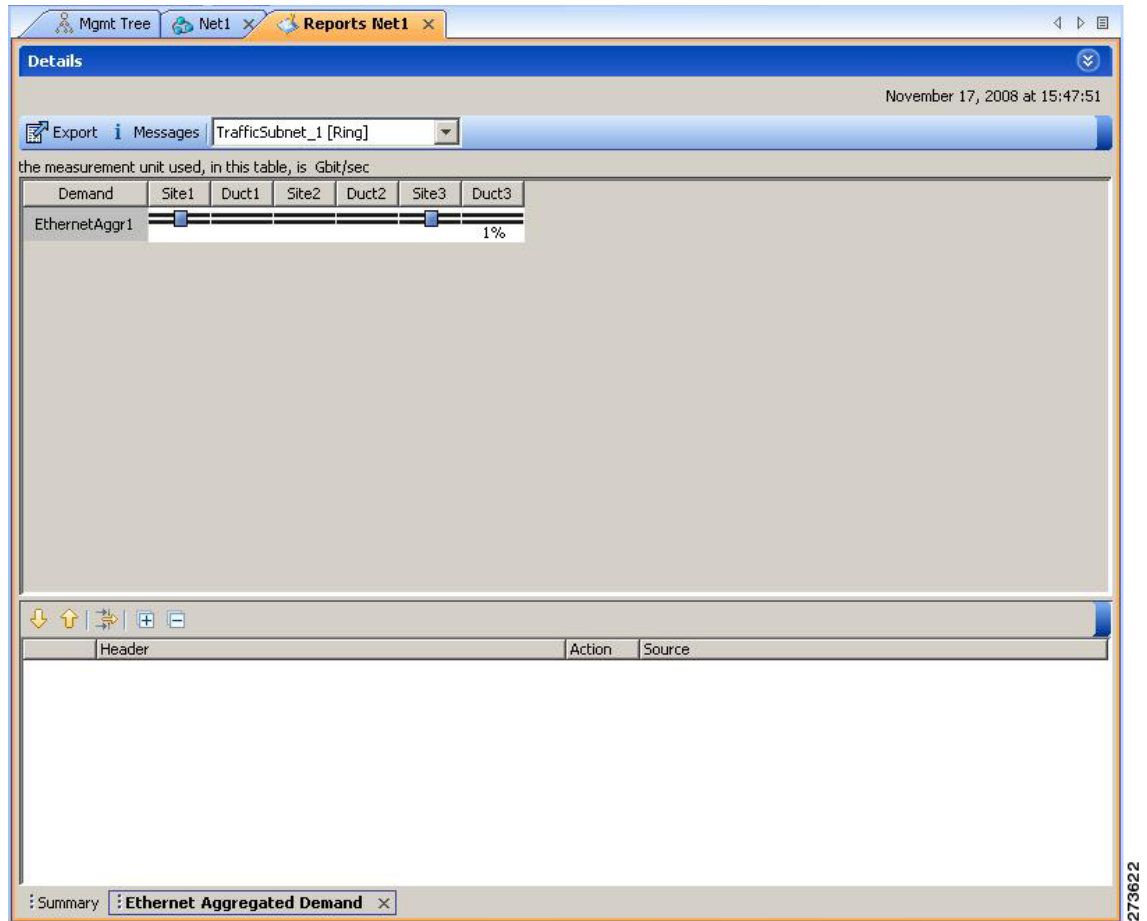 Mgmt Tree Net1 Reports Net1
Details
November 17, 2008 at 15:47:51
Export i Messages TrafficSubnet_1 [Ring]
the measurement unit used, in this table, is Gbit/sec
Demand Site1 Duct1 Site2 Duct2 Site3 Duct3
EthernetAggr1
1%
Header Action Source
Summary Ethernet Aggregated Demand
273622